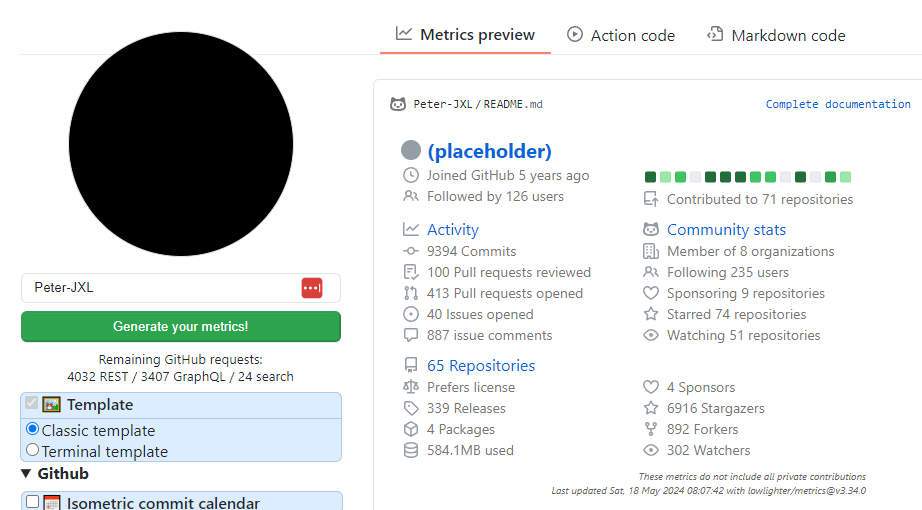 Metrics preview
Action code
Markdown code
Peter-JXL
Generate your metrics!
Remaining GitHub requests:
4032 REST / 3407 GraphQL / 24 search
Template
Classic template
Terminal template
▼ Github
Isometric commit calendar
Peter-JXL/README.md
Complete documentation
(placeholder)
Joined GitHub 5 years ago
Followed by 126 users
Contributed to 71 repositories
Activity
9394 Commits
100 Pull requests reviewed
413 Pull requests opened
40 Issues opened
887 issue comments
Community stats
Member of 8 organizations
Following 235 users
Sponsoring 9 repositories
Starred 74 repositories
Watching 51 repositories
65 Repositories
Prefers license
339 Releases
4 Packages
584.1MB used
4 Sponsors
6916 Stargazers
892 Forkers
302 Watchers
These metrics do not include all private contributions
Last updated Sat, 18 May 2024 08:07:42 with lowlighter/metrics@v3.34.0